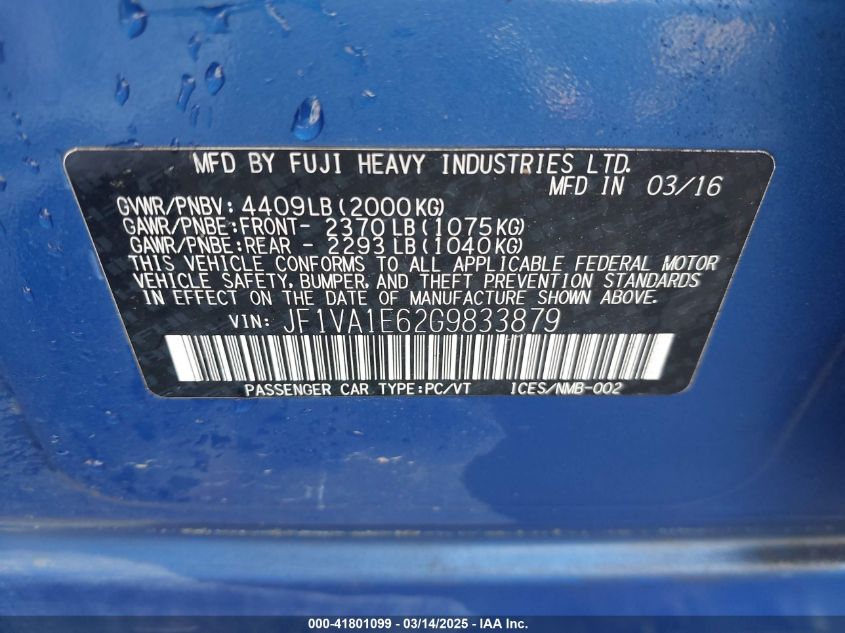 MFD BY FUJI HEAVY INDUSTRIES LTD.
MFD IN 03/16
GVWR/PNBV: 4409LB(2000KG)
GAWR/PNBE:FRONT- 2370LB(1075KG)
GAWR/PNBE:REAR - 2293LB(1040KG)
THIS VEHICLE CONFORMS TO ALL APPLICABLE FEDERAL MOTOR
VEHICLE SAFETY, BUMPER, AND THEFT PREVENTION STANDARDS
IN EFFECT ON THE DATE OF MANUFACTURE SHOWN ABOVE.
VIN: JF1VA1E62G9833879
PASSENGER CAR TYPE:PC/VT ICES/NMB-002
000-41801099 - 03/14/2025 - IAA Inc.